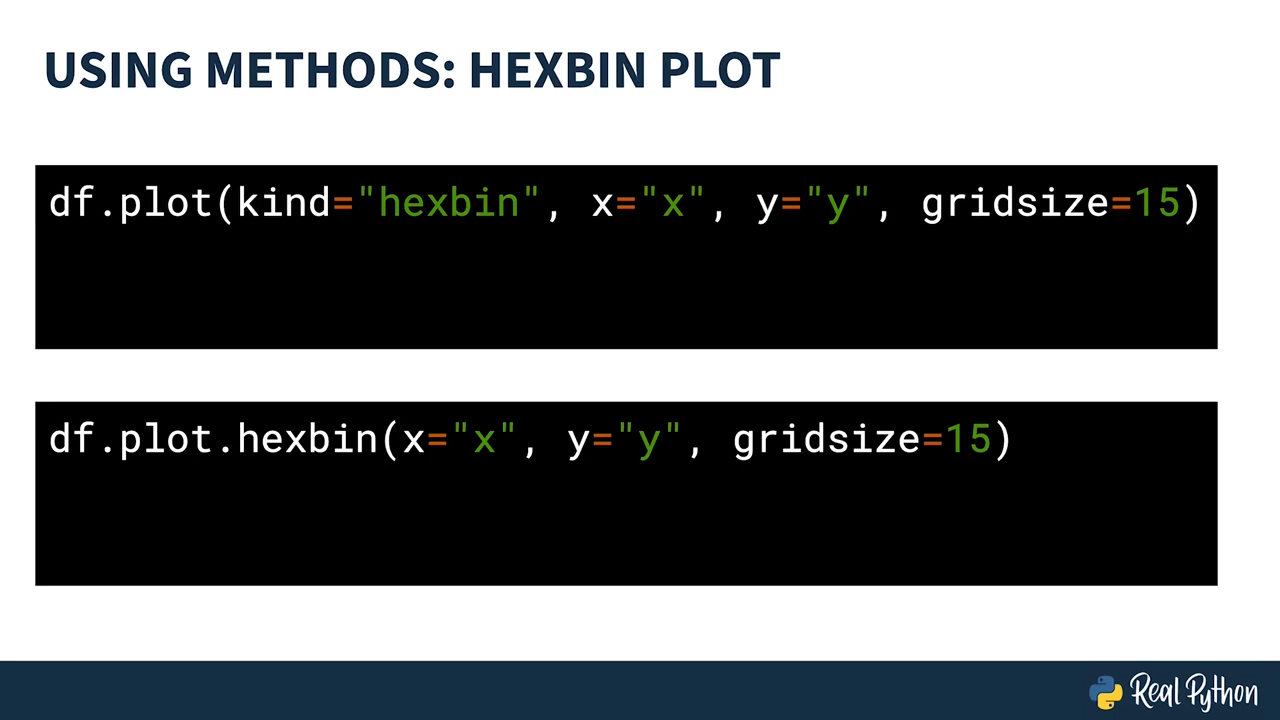 USING METHODS: HEXBIN PLOT
df.plot(kind="hexbin", x="x", y="y", gridsize=15)
df.plot.hexbin(x="x", y="y", gridsize=15)
Real Python